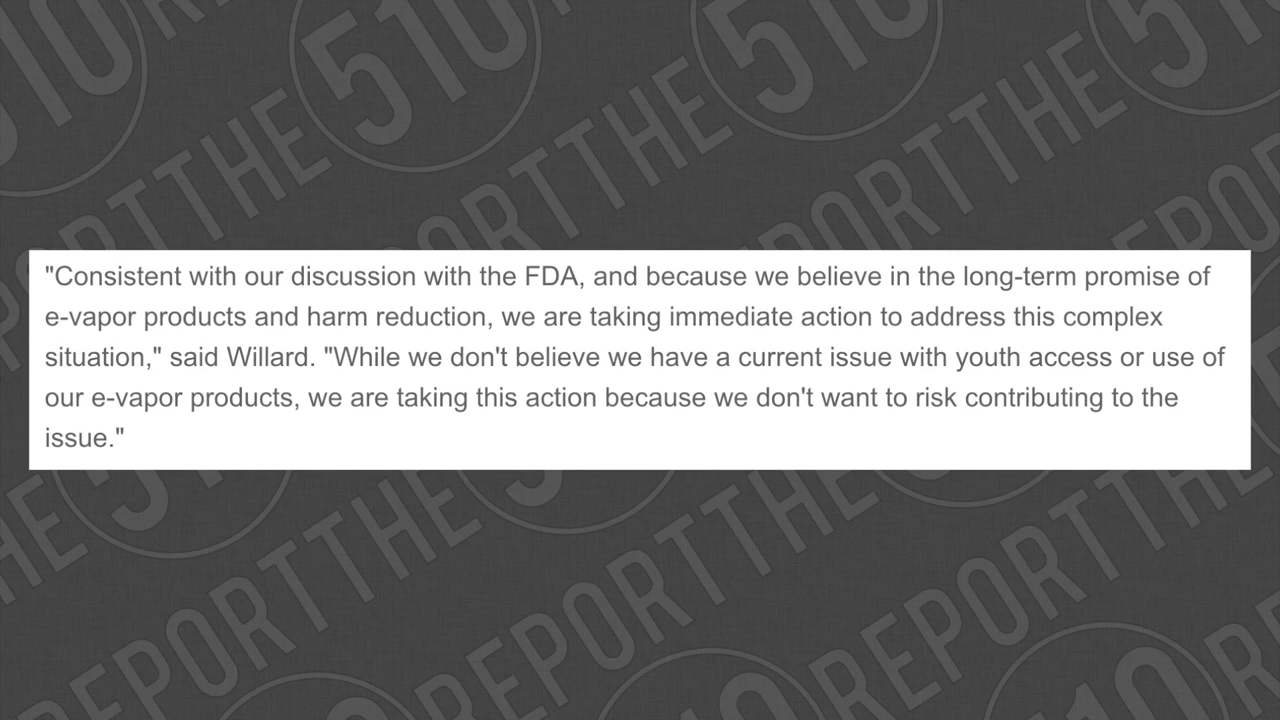 "Consistent with our discussion with the FDA, and because we believe in the long-term promise of
e-vapor products and harm reduction, we are taking immediate action to address this complex
situation," said Willard. "While we don't believe we have a current issue with youth access or use of
our e-vapor products, we are taking this action because we don't want to risk contributing to the
issue."
THE 510 REPORT